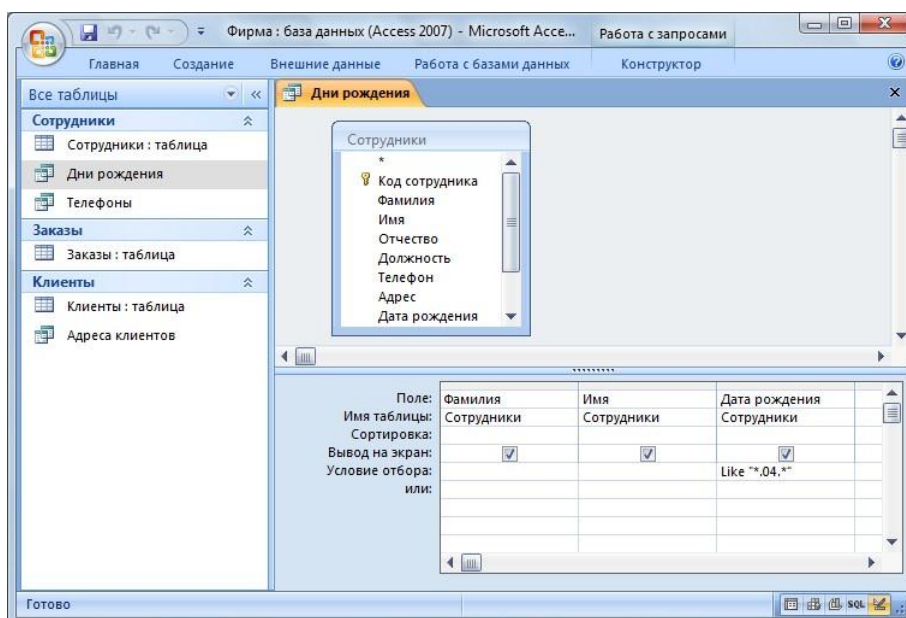 Фирма : база данных (Access 2007) - Microsoft Acce...
Работа с запросами
Главная
Создание
Внешние данные
Работа с базами данных
Конструктор
Все таблицы
Дни рождения
Сотрудники
Сотрудники : таблица
Дни рождения
Телефоны
Заказы
Заказы : таблица
Клиенты
Клиенты : таблица
Адреса клиентов
Сотрудники
*
Код сотрудника
Фамилия
Имя
Отчество
Должность
Телефон
Адрес
Дата рождения
Поле: Фамилия Имя Дата рождения
Имя таблицы: Сотрудники Сотрудники Сотрудники
Сортировка:
Вывод на экран:
Условие отбора: Like "*.04.*"
или:
Готово
SQL